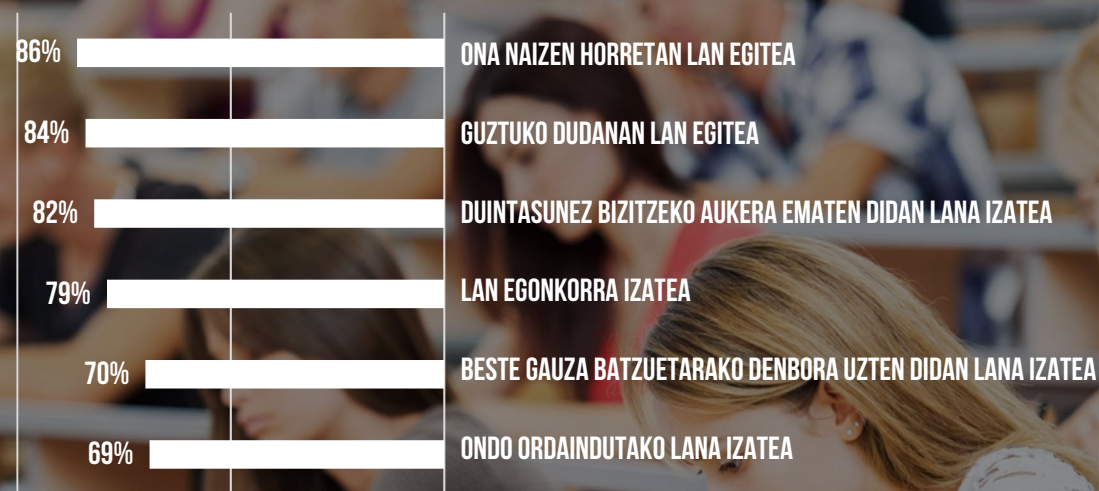 86% ONA NAIZEN HORRETAN LAN EGITEA
84% GUZTUKO DUDANAN LAN EGITEA
82% DUINTASUNEZ BIZITZEKO AUKERA EMATEN DIDAN LANA IZATEA
79% LAN EGONKORRA IZATEA
70% BESTE GAUZA BATZUETARAKO DENBORA UZTEN DIDAN LANA IZATEA
69% ONDO ORDAINDUTAKO LANA IZATEA